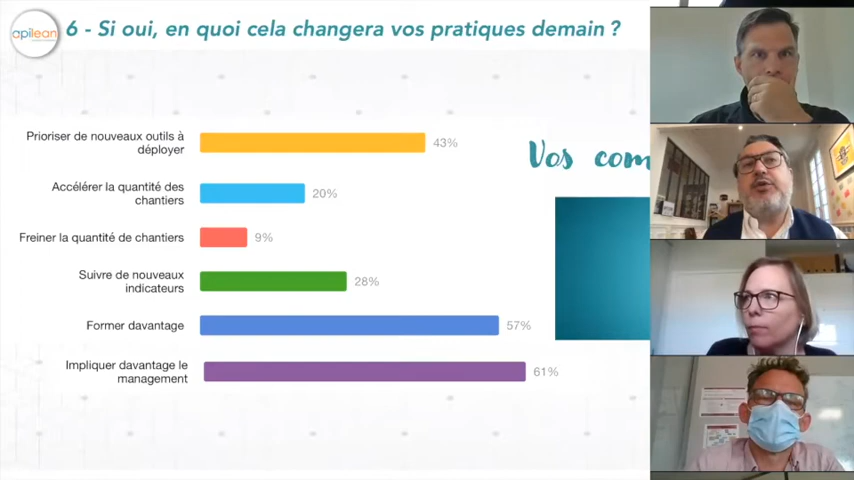 apilean
6 - Si oui, en quoi cela changera vos pratiques demain ?
Prioriser de nouveaux outils à
déployer
43%
Vos com
Accélérer la quantité des
chantiers
20%
Freiner la quantité de chantiers
9%
Suivre de nouveaux
indicateurs
28%
Former davantage
57%
Impliquer davantage le
management
61%